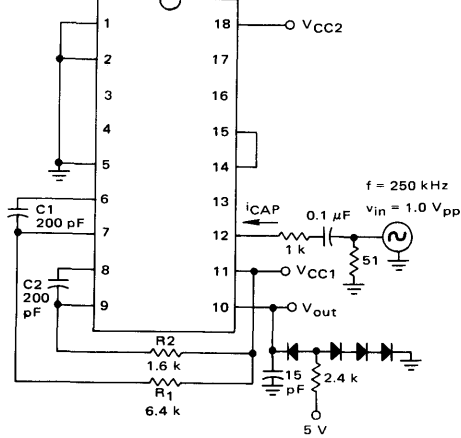 1
18
VCC2
2
17
3
16
4
15
5
14
6
13
C1
200 pF
7
iCAP
0.1 µF
f = 250 kHz
vin = 1.0 Vpp
12
1 k
51
8
11
VCC1
C2
200
pF
9
10
Vout
R2
1.6 k
R1
6.4 k
15
pF
2.4 k
5 V